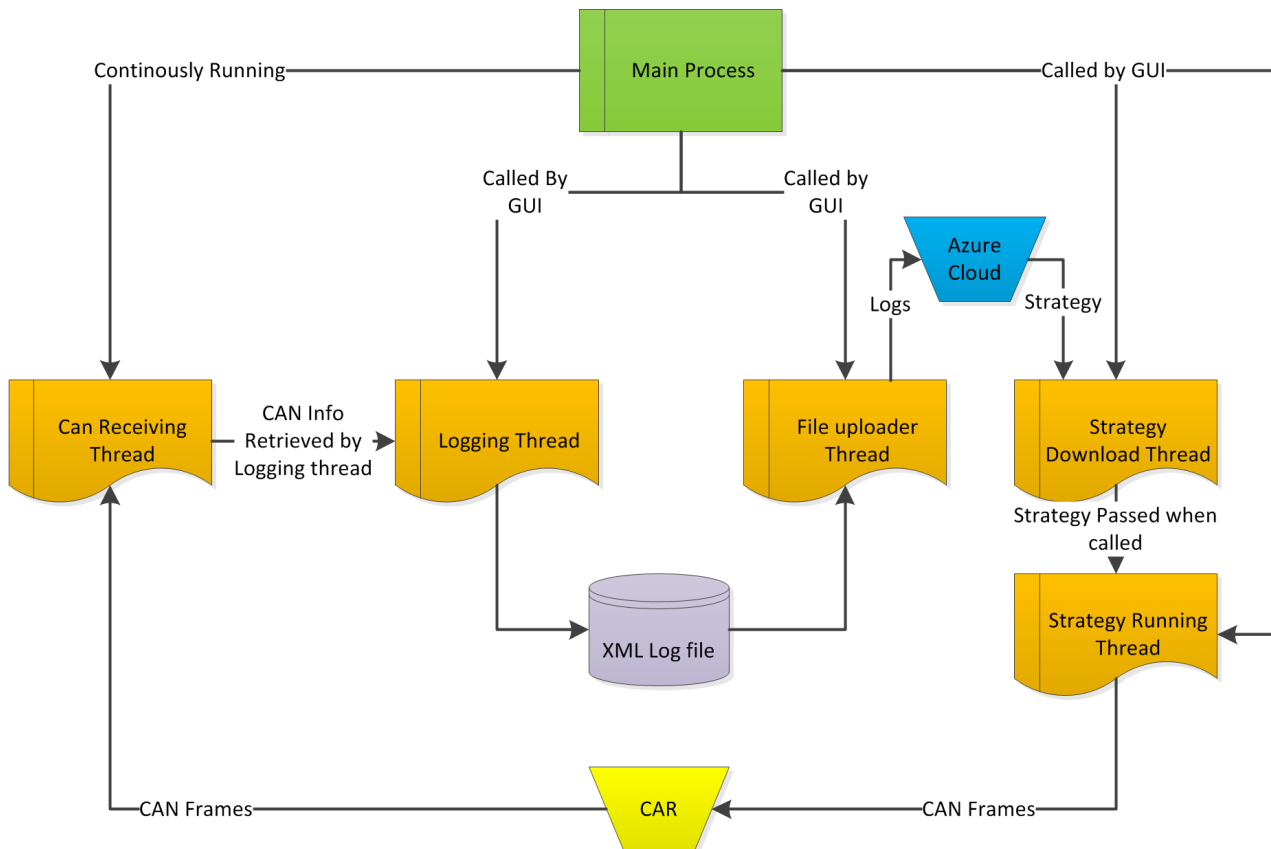 Main Process
Continously Running
Called by GUI
Called By
GUI
Called by
GUI
Azure
Cloud
Logs
Strategy
Can Receiving
Thread
CAN Info
Retrieved by
Logging thread
Logging Thread
File uploader
Thread
Strategy
Download Thread
Strategy Passed when
called
XML Log file
Strategy Running
Thread
CAN Frames
CAR
CAN Frames